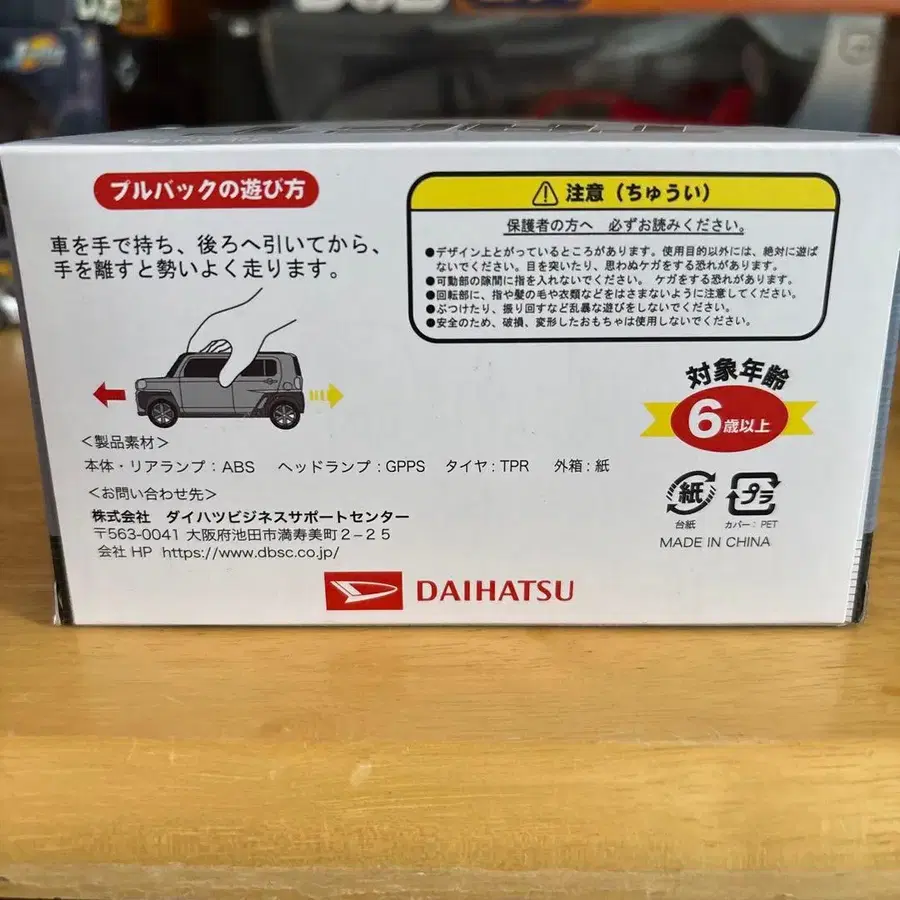 プルバックの遊び方
車を手で持ち、後ろへ引いてから、
手を離すと勢いよく走ります。
⚠ 注意（ちゅうい）
保護者の方へ　必ずお読みください。
●デザイン上とがっているところがあります。使用目的以外には、絶対に遊ば
ないでください。目を突いたり、思わぬケガをする恐れがあります。
●可動部の隙間に指を入れないでください。 ケガをする恐れがあります。
●回転部に、指や髪の毛や衣類などをはさまないように注意してください。
●ぶつけたり、振り回すなど乱暴な遊びをしないでください。
●安全のため、破損、変形したおもちゃは使用しないでください。
対象年齢
6歳以上
＜製品素材＞
本体・リアランプ：ABS　ヘッドランプ：GPPS　タイヤ：TPR　外箱：紙
＜お問い合わせ先＞
株式会社　ダイハツビジネスサポートセンター
〒563-0041 大阪府池田市満寿美町2－25
会社 HP https://www.dbsc.co.jp/
紙 プラ
台紙 カバー：PET
MADE IN CHINA
DAIHATSU